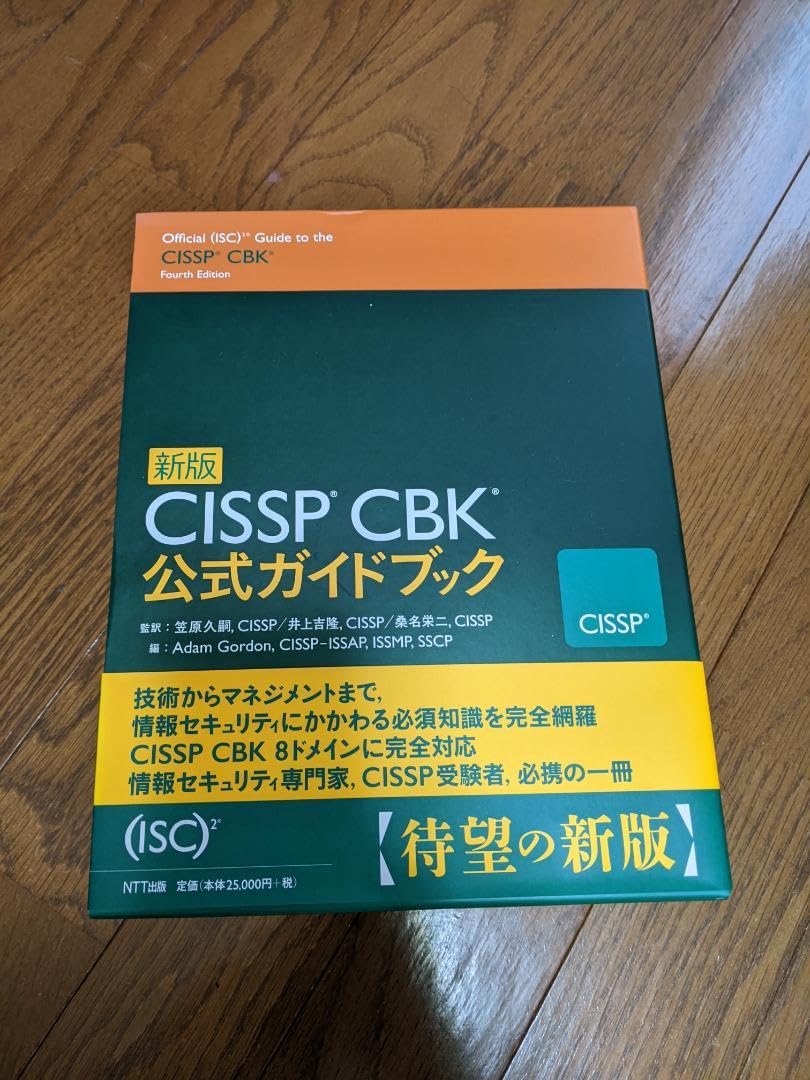 Official (ISC)²® Guide to the
CISSP® CBK®
Fourth Edition
新版
CISSP® CBK®
公式ガイドブック
監訳：笠原久嗣, CISSP／井上吉隆, CISSP／桑名栄二, CISSP
編：Adam Gordon, CISSP–ISSAP, ISSMP, SSCP
CISSP®
技術からマネジメントまで,
情報セキュリティにかかわる必須知識を完全網羅
CISSP CBK 8ドメインに完全対応
情報セキュリティ専門家, CISSP受験者, 必携の一冊
(ISC)²®
【待望の新版】
NTT出版 定価(本体25,000円+税)